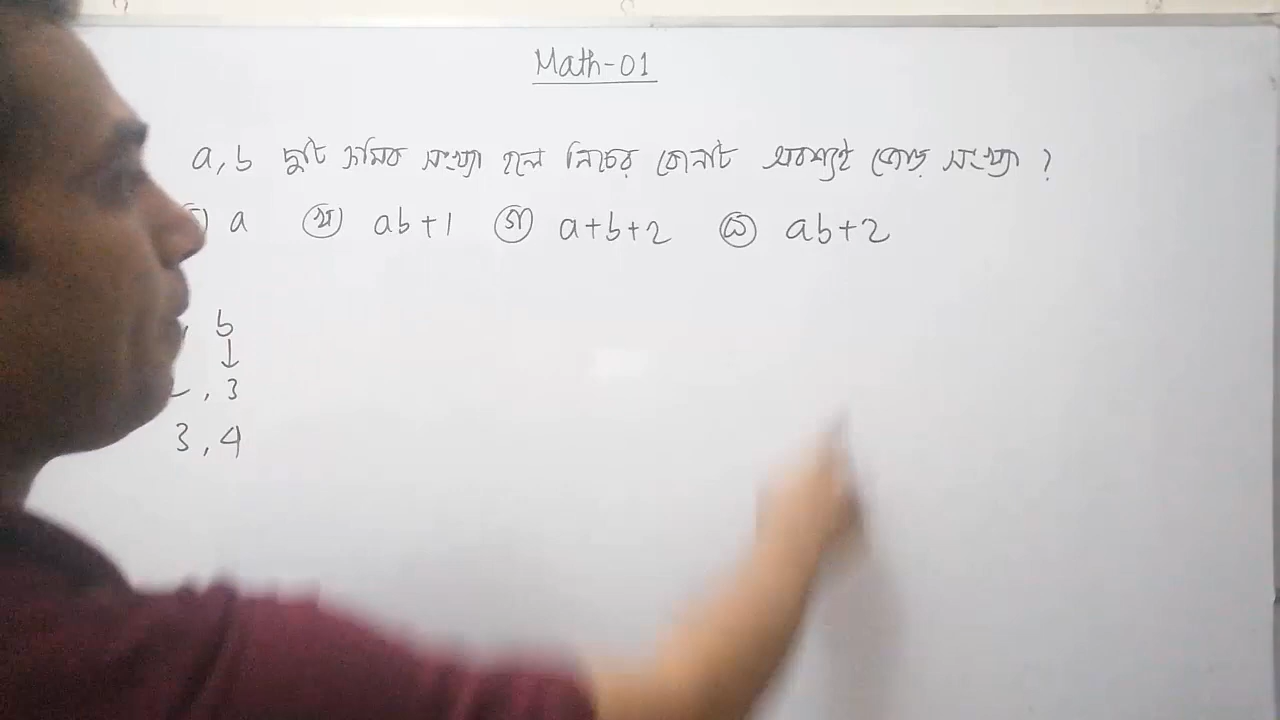 Math-01
a, b দুটি ক্রমিক সংখ্যা হলে নিচের কোনটি অবশ্যই জোড় সংখ্যা ?
a (খ) ab+1 (গ) a+b+2 (ঘ) ab+2
, b
↓
, 3
3 , 4